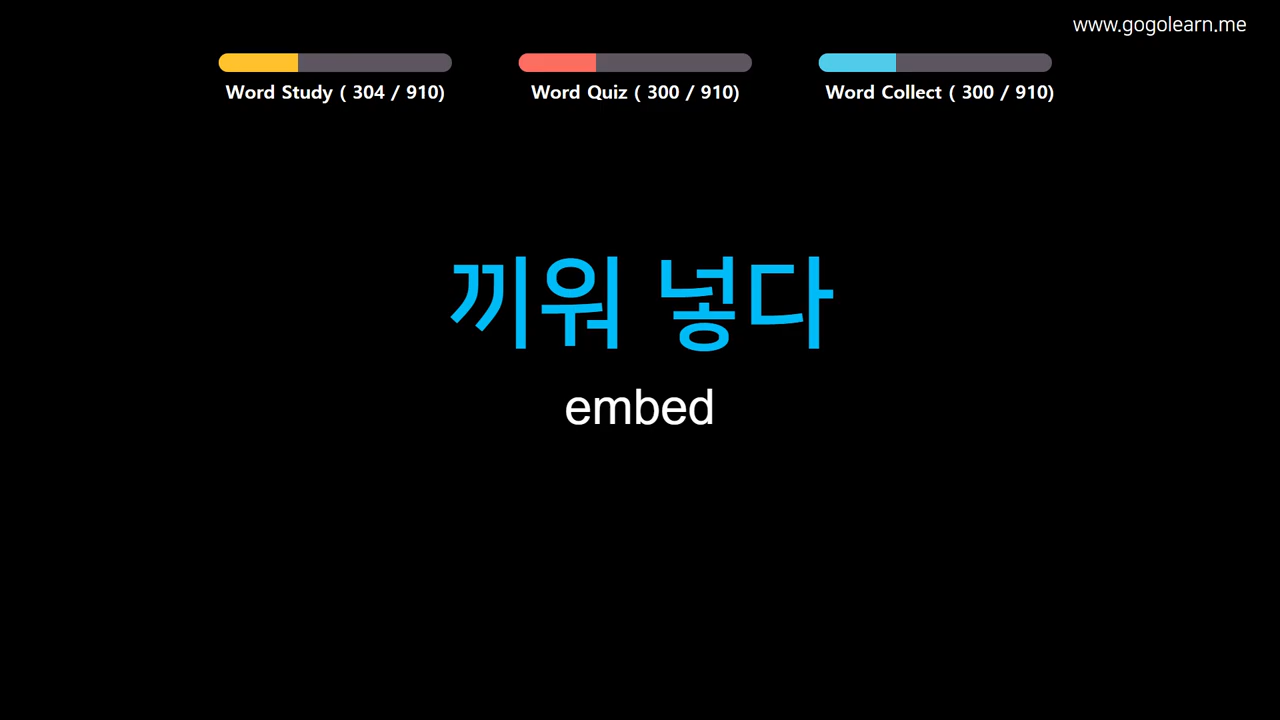 www.gogolearn.me
Word Study ( 304 / 910)
Word Quiz ( 300 / 910)
Word Collect ( 300 / 910)
끼워 넣다
embed